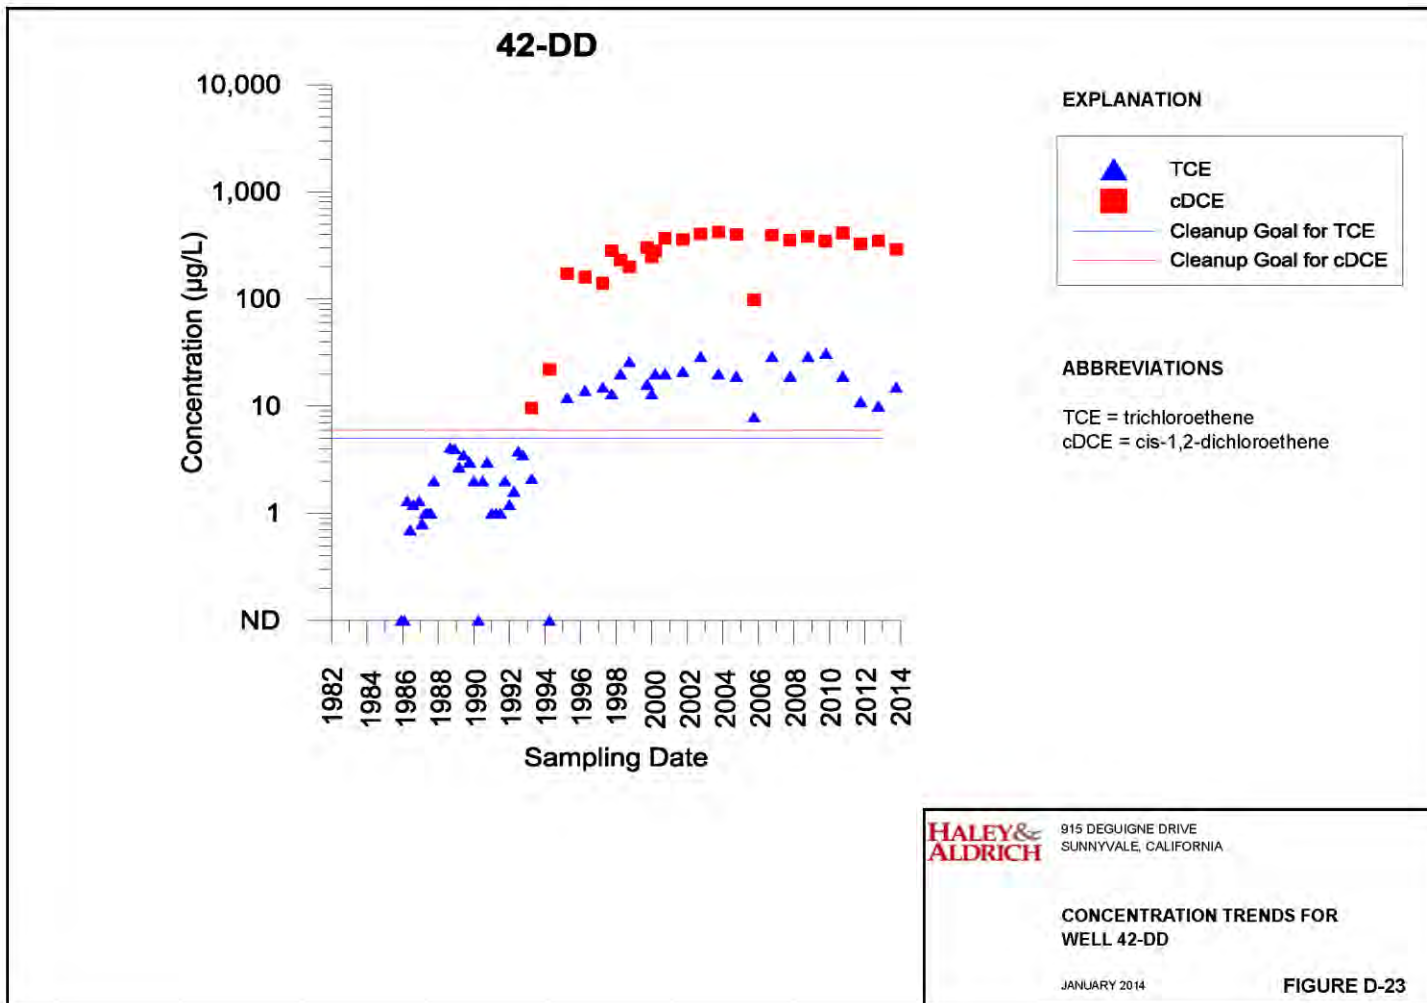 42-DD
10,000
1,000
100
10
1
ND
Concentration (µg/L)
1982
1984
1986
1988
1990
1992
1994
1996
1998
2000
2002
2004
2006
2008
2010
2012
2014
Sampling Date
EXPLANATION
TCE
cDCE
Cleanup Goal for TCE
Cleanup Goal for cDCE
ABBREVIATIONS
TCE = trichloroethene
cDCE = cis-1,2-dichloroethene
HALEY&
ALDRICH
915 DEGUIGNE DRIVE
SUNNYVALE, CALIFORNIA
CONCENTRATION TRENDS FOR
WELL 42-DD
JANUARY 2014
FIGURE D-23